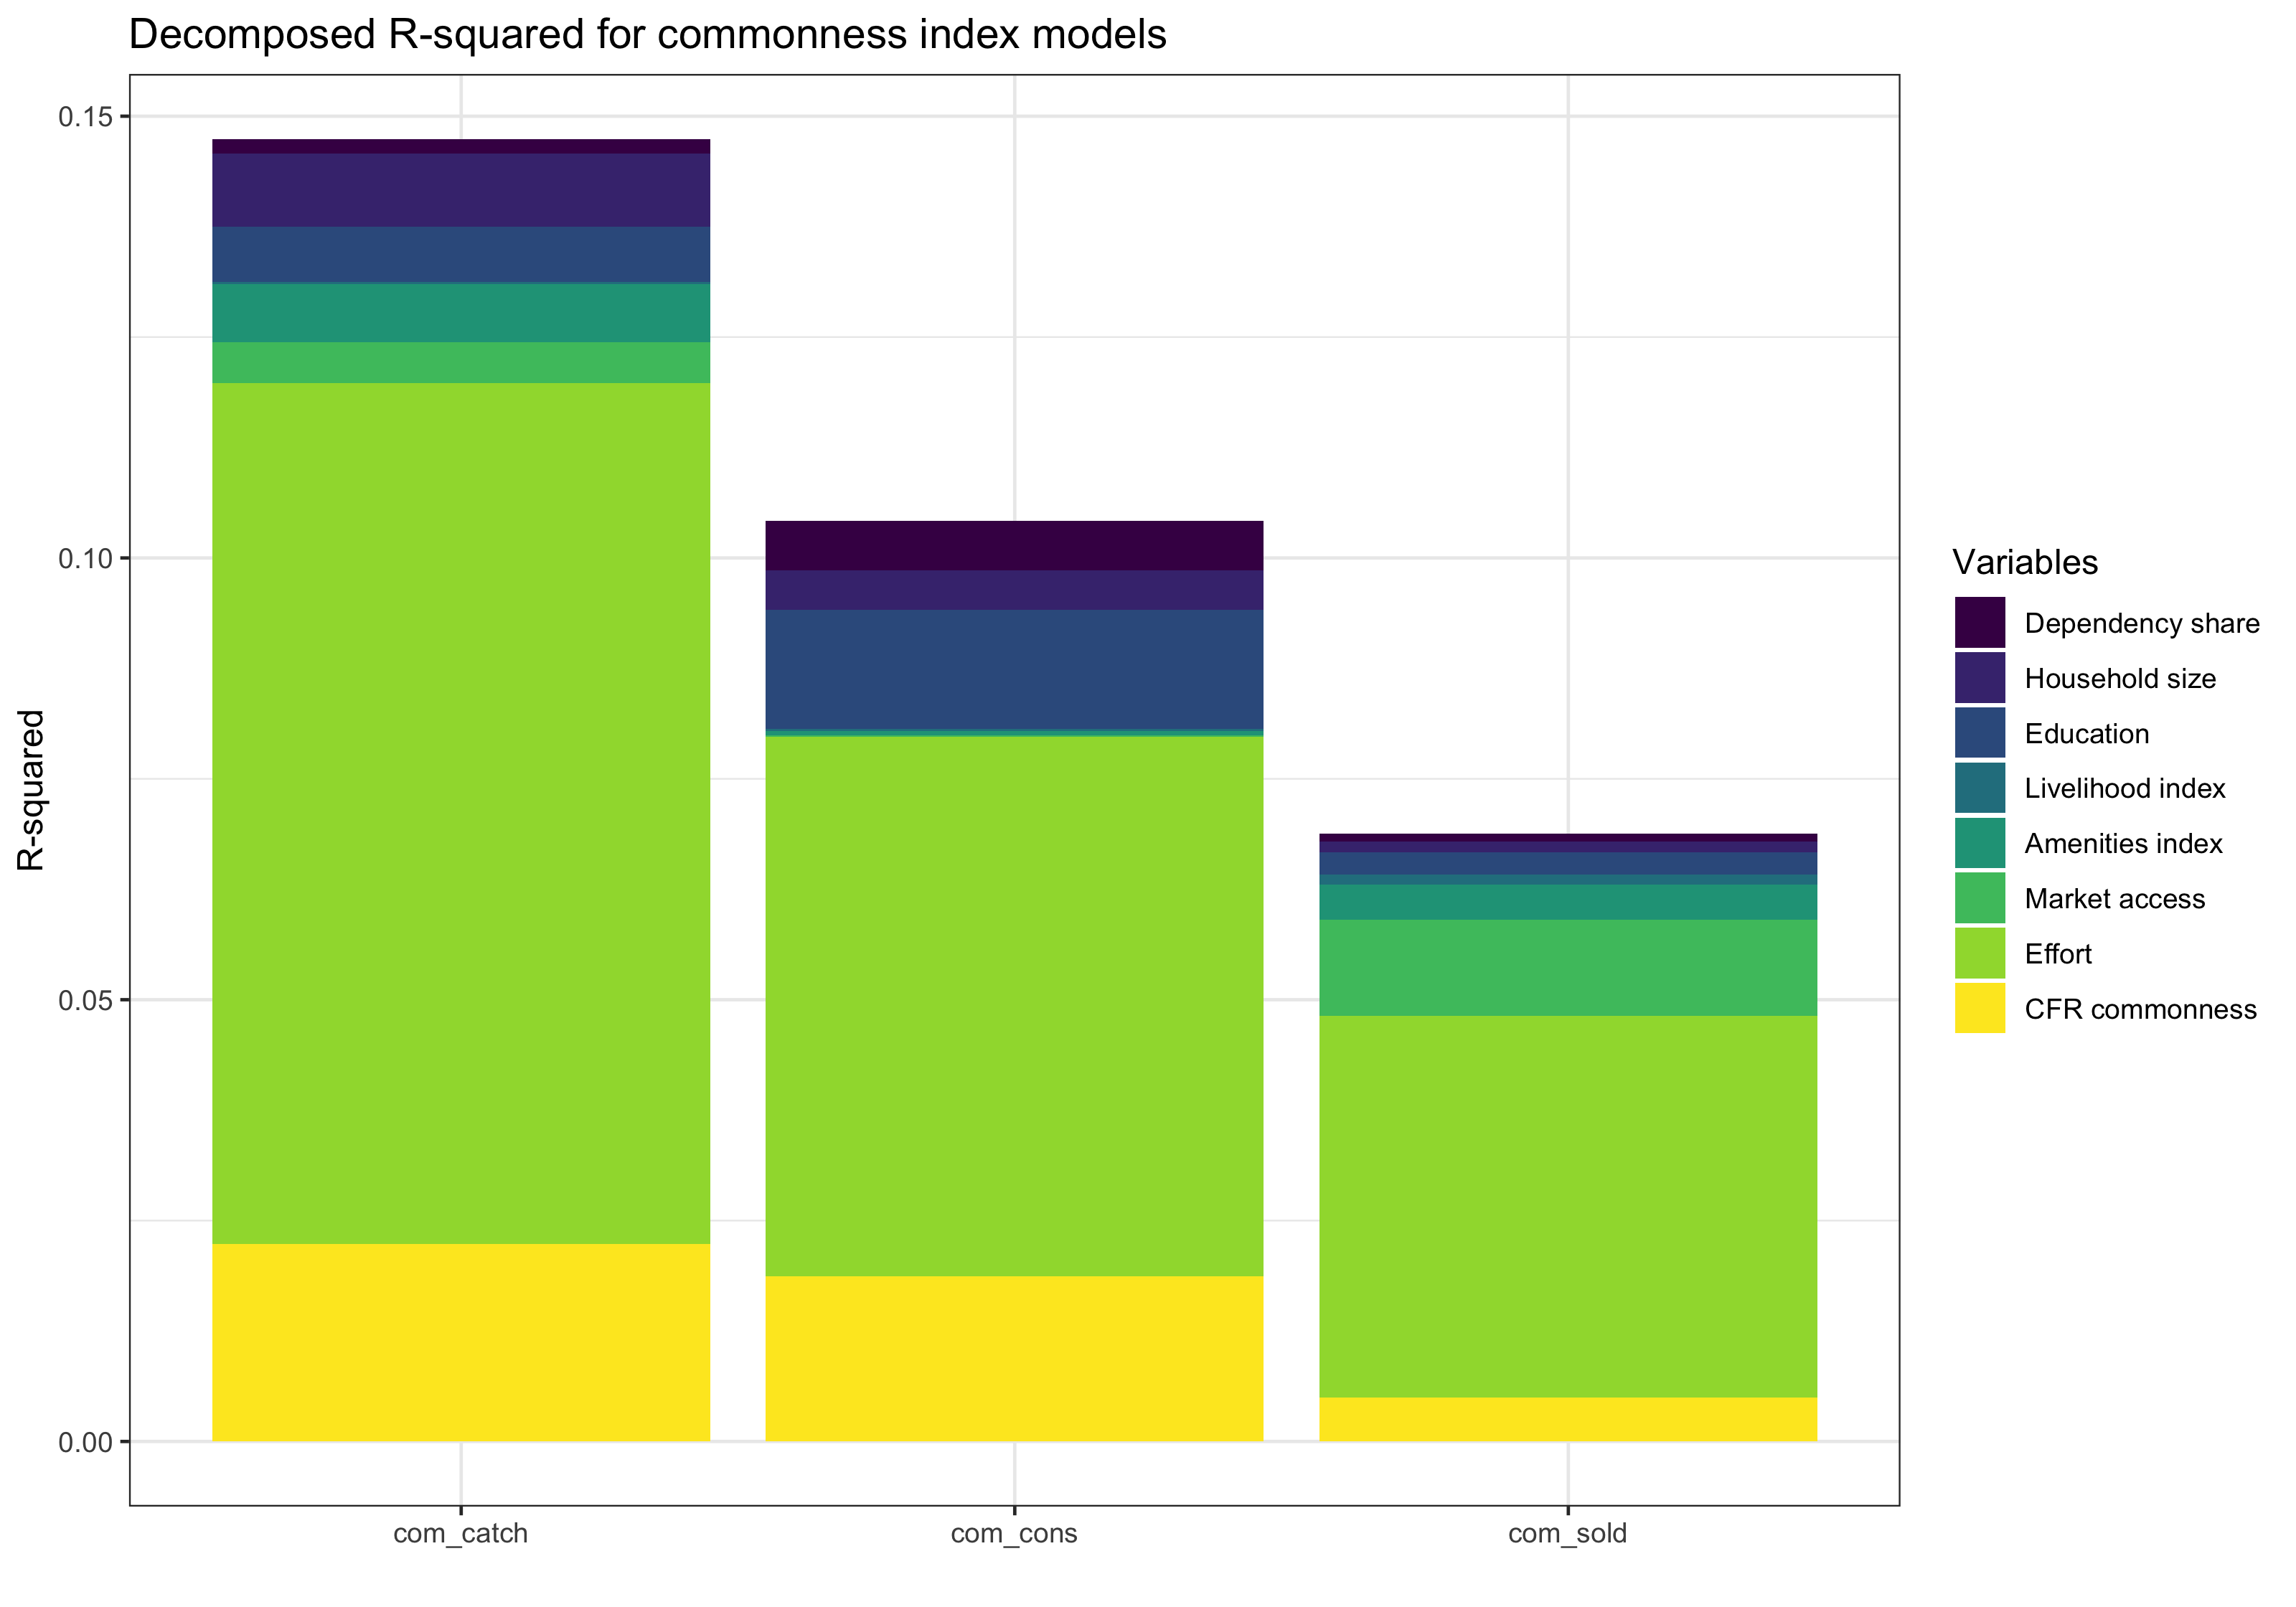 Decomposed R-squared for commonness index models
0.15
0.10
0.05
0.00
R-squared
com_catch
com_cons
com_sold
Variables
Dependency share
Household size
Education
Livelihood index
Amenities index
Market access
Effort
CFR commonness